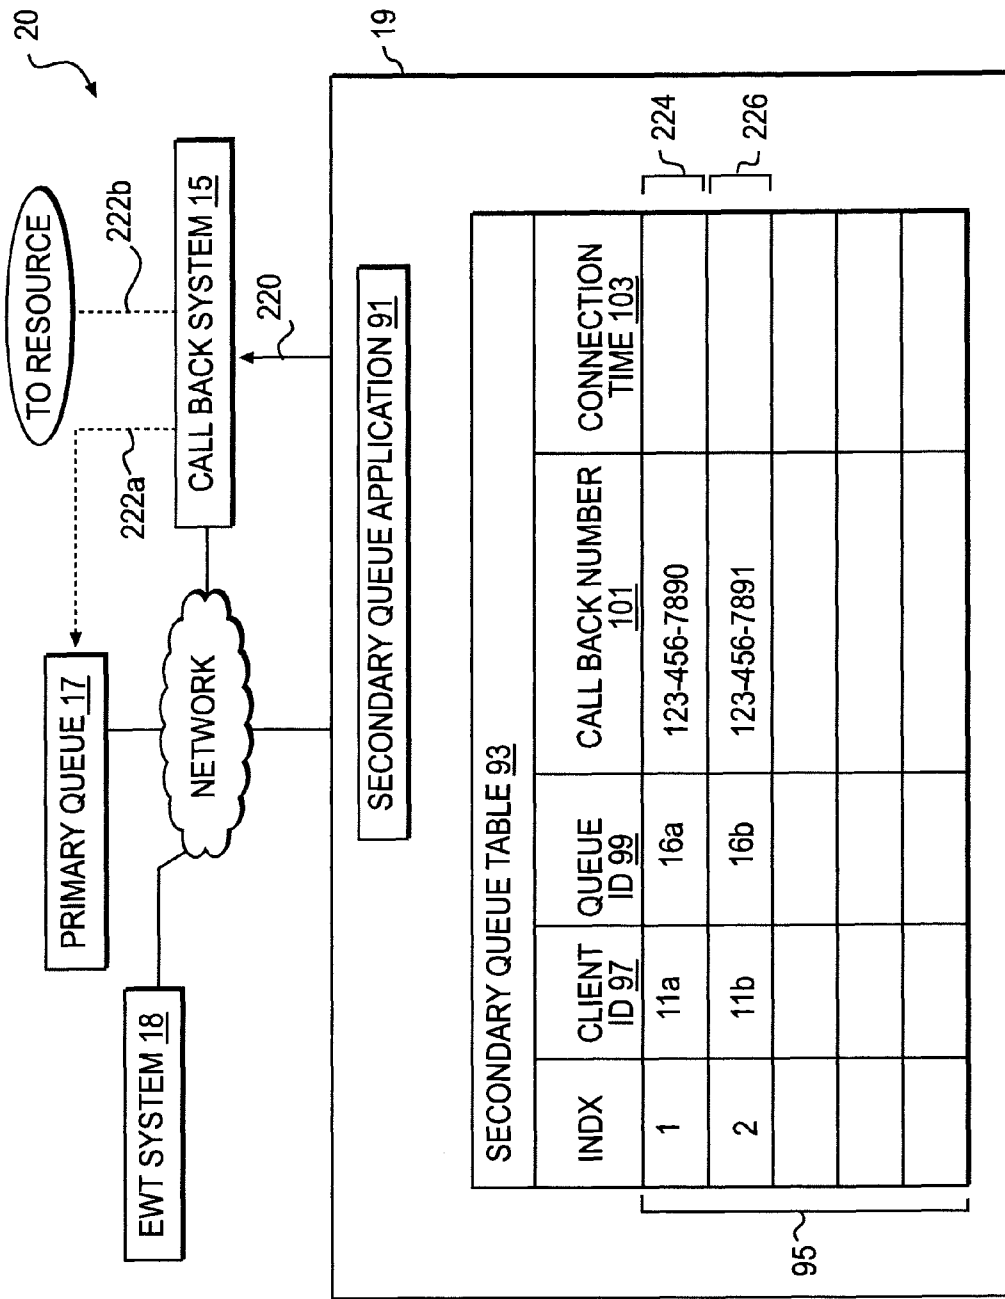 20
TO RESOURCE
222b
222a
PRIMARY QUEUE 17
EWT SYSTEM 18
NETWORK
CALL BACK SYSTEM 15
220
19
SECONDARY QUEUE APPLICATION 91
SECONDARY QUEUE TABLE 93
INDX
CLIENT
ID 97
QUEUE
ID 99
CALL BACK NUMBER
101
CONNECTION
TIME 103
1
11a
16a
123-456-7890
224
2
11b
16b
123-456-7891
226
95